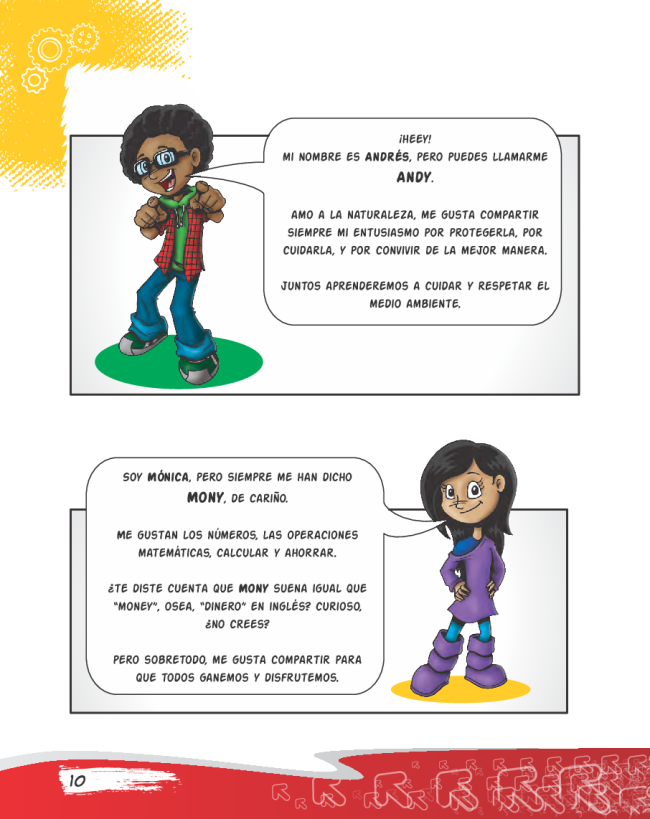 ¡HEEY!
MI NOMBRE ES ANDRÉS, PERO PUEDES LLAMARME
ANDY.
AMO A LA NATURALEZA, ME GUSTA COMPARTIR
SIEMPRE MI ENTUSIASMO POR PROTEGERLA, POR
CUIDARLA, Y POR CONVIVIR DE LA MEJOR MANERA.
JUNTOS APRENDEREMOS A CUIDAR Y RESPETAR EL
MEDIO AMBIENTE.
SOY MÓNICA, PERO SIEMPRE ME HAN DICHO
MONY, DE CARIÑO.
ME GUSTAN LOS NÚMEROS, LAS OPERACIONES
MATEMÁTICAS, CALCULAR Y AHORRAR.
¿TE DISTE CUENTA QUE MONY SUENA IGUAL QUE
"MONEY", OSEA, "DINERO" EN INGLÉS? CURIOSO,
¿NO CREES?
PERO SOBRETODO, ME GUSTA COMPARTIR PARA
QUE TODOS GANEMOS Y DISFRUTEMOS.
10